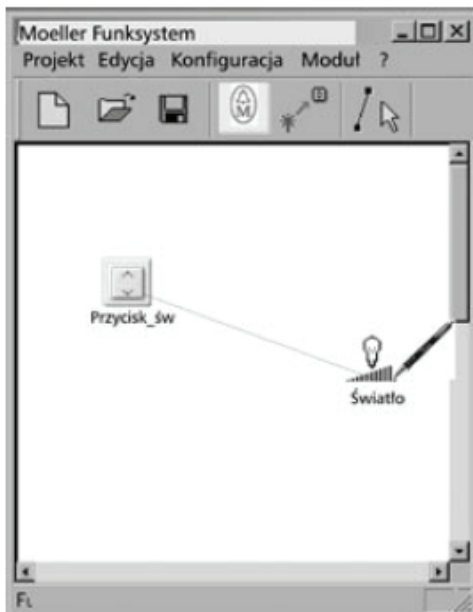 Moeller Funksystem
Projekt Edycja Konfiguracja Moduł ?
M
Przycisk_św
Światło